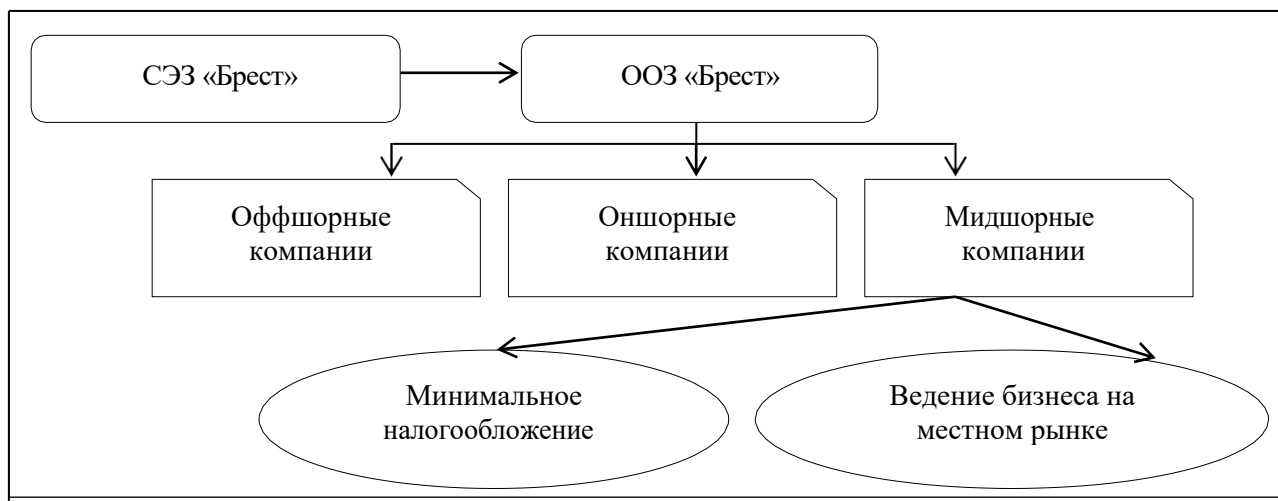 СЭЗ «Брест»
ООЗ «Брест»
Оффшорные
компании
Оншорные
компании
Мидшорные
компании
Минимальное
налогообложение
Ведение бизнеса на
местном рынке